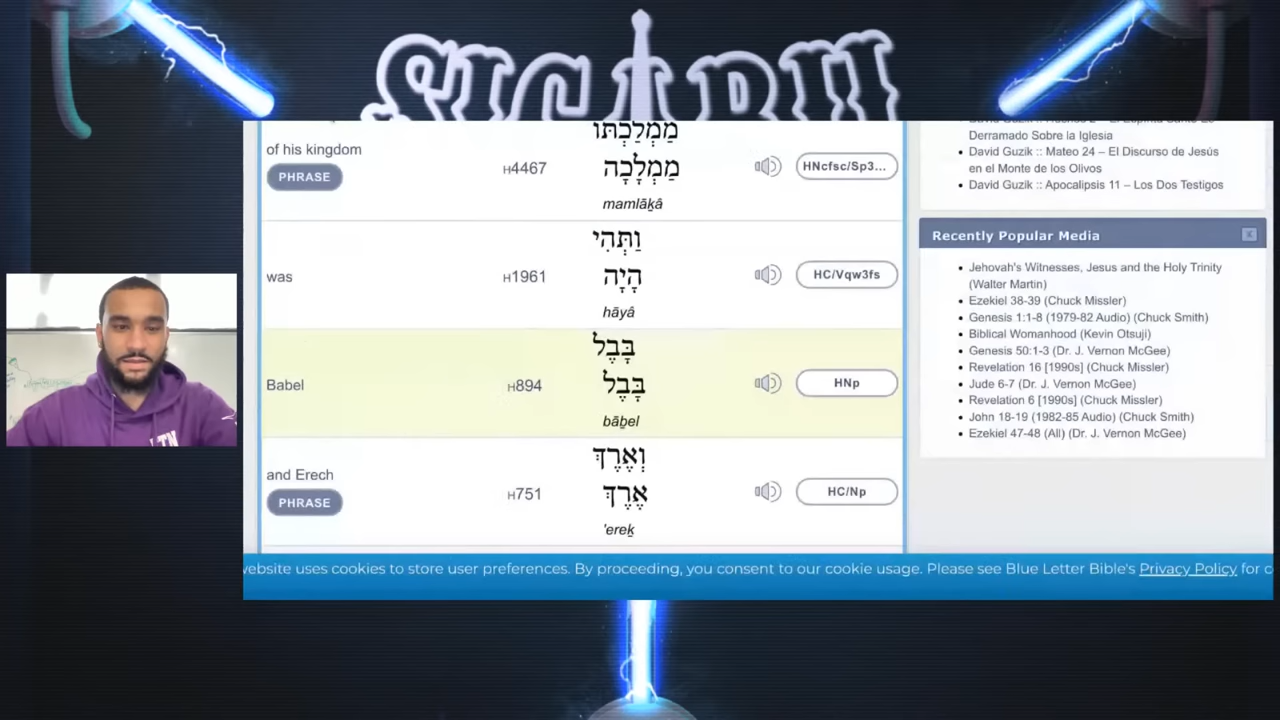 SICARII
of his kingdom
PHRASE
H4467
מַמְלַכְתּוֹ
מַמְלָכָה
mamlāḵâ
HNcfsc/Sp3...
was
H1961
וַתְּהִי
הָיָה
hāyâ
HC/Vqw3fs
Babel
H894
בָּבֶל
בָּבֶל
bāḇel
HNp
and Erech
PHRASE
H751
וְאֶרֶךְ
אֶרֶךְ
'ereḵ
HC/Np
Derramado Sobre la Iglesia
David Guzik :: Mateo 24 – El Discurso de Jesús
en el Monte de los Olivos
David Guzik :: Apocalipsis 11 – Los Dos Testigos
Recently Popular Media
Jehovah's Witnesses, Jesus and the Holy Trinity
(Walter Martin)
Ezekiel 38-39 (Chuck Missler)
Genesis 1:1-8 (1979-82 Audio) (Chuck Smith)
Biblical Womanhood (Kevin Otsuji)
Genesis 50:1-3 (Dr. J. Vernon McGee)
Revelation 16 [1990s] (Chuck Missler)
Jude 6-7 (Dr. J. Vernon McGee)
Revelation 6 [1990s] (Chuck Missler)
John 18-19 (1982-85 Audio) (Chuck Smith)
Ezekiel 47-48 (All) (Dr. J. Vernon McGee)
website uses cookies to store user preferences. By proceeding, you consent to our cookie usage. Please see Blue Letter Bible's Privacy Policy for